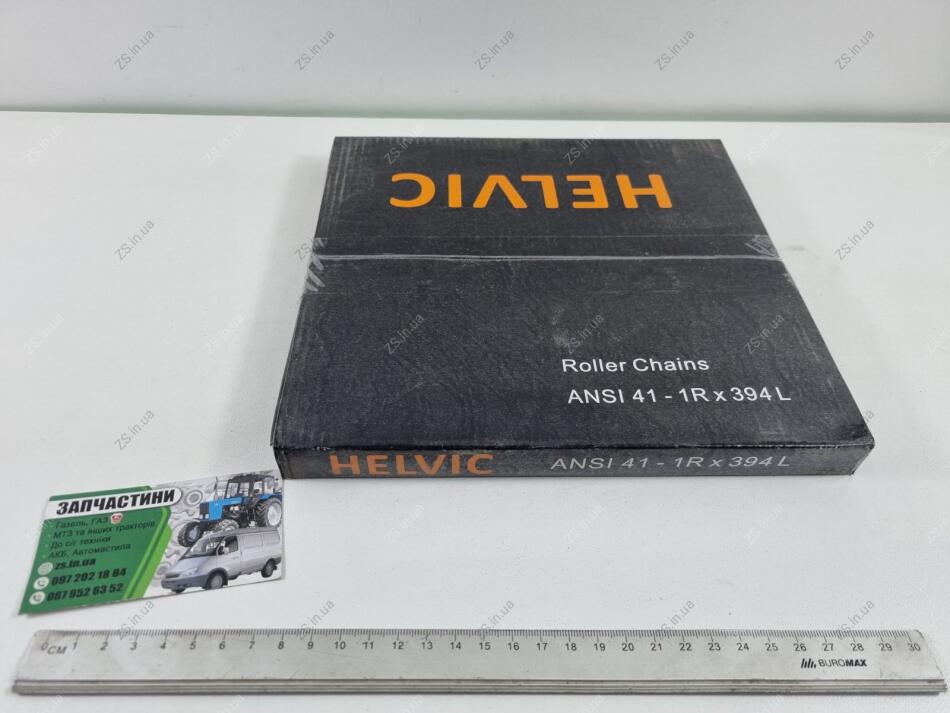 HELVIC
Roller Chains
ANSI 41 - 1R x 394 L
HELVIC
ANSI 41 - 1R x 394 L
ЗАПЧАСТИНИ
· Газель, ГАЗ
· МТЗ та інших тракторів
· До с/г техніки
· АКБ, Автомастила
zs.in.ua
097 202 18 84
067 952 63 52
0 CM 1 2 3 4 5 6 7 8 9 10 11 12 13 14 15 16 17 18 19 20 21 22 23 24 25 26 27 28 29 30
BUROMAX
ZS.in.ua